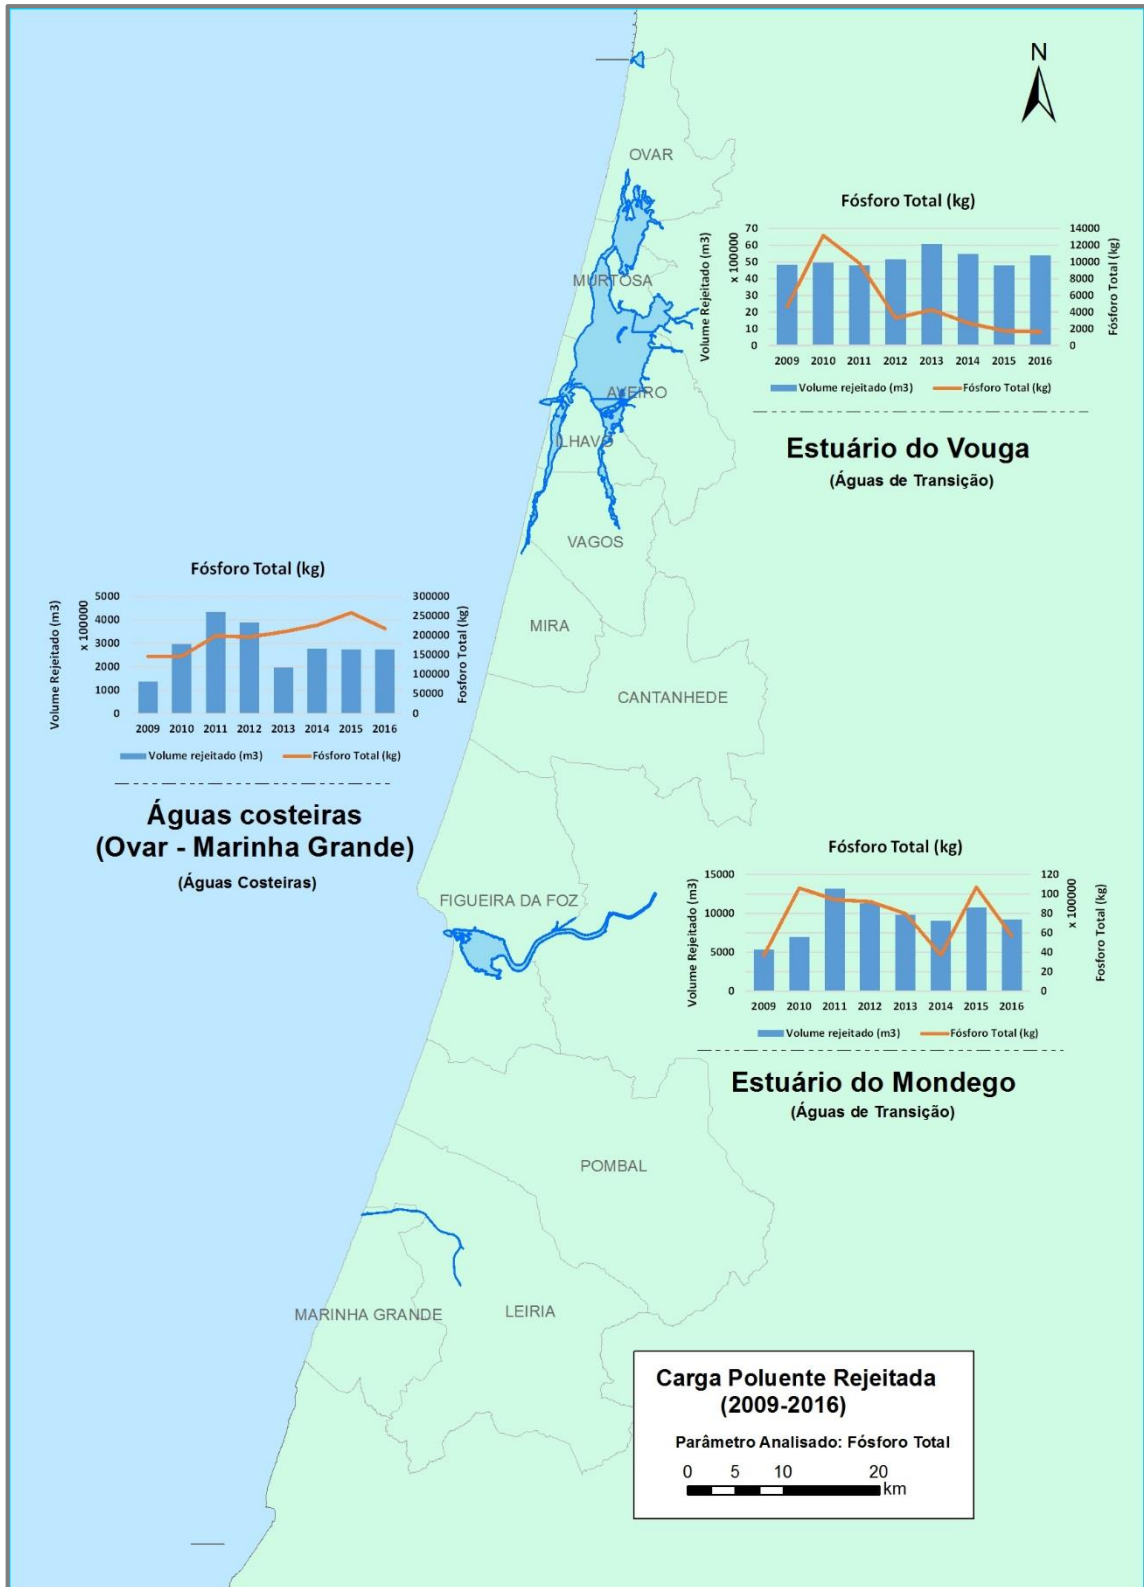 N
OVAR
MURTOSA
AVEIRO
ILHAVO
VAGOS
MIRA
CANTANHEDE
FIGUEIRA DA FOZ
POMBAL
MARINHA GRANDE
LEIRIA
Fósforo Total (kg)
Volume Rejeitado (m3)
x 100000
70
60
50
40
30
20
10
0
14000
12000
10000
8000
6000
4000
2000
0
Fósforo Total (kg)
2009 2010 2011 2012 2013 2014 2015 2016
Volume rejeitado (m3) Fósforo Total (kg)
Estuário do Vouga
(Águas de Transição)
Fósforo Total (kg)
Volume Rejeitado (m3)
x 100000
5000
4000
3000
2000
1000
0
300000
250000
200000
150000
100000
50000
0
Fosforo Total (kg)
2009 2010 2011 2012 2013 2014 2015 2016
Volume rejeitado (m3) Fósforo Total (kg)
Águas costeiras
(Ovar - Marinha Grande)
(Águas Costeiras)
Fósforo Total (kg)
Volume Rejeitado (m3)
15000
10000
5000
0
120
100
80
60
40
20
0
x 100000
Fosforo Total (kg)
2009 2010 2011 2012 2013 2014 2015 2016
Volume rejeitado (m3) Fósforo Total (kg)
Estuário do Mondego
(Águas de Transição)
Carga Poluente Rejeitada
(2009-2016)
Parâmetro Analisado: Fósforo Total
0 5 10 20
km